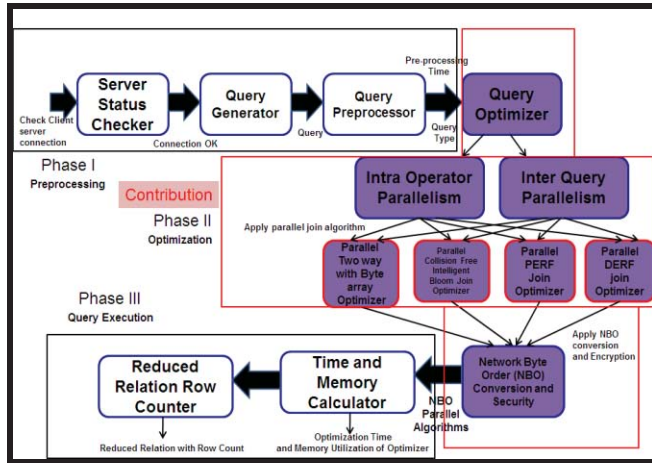 Pre-processing
Time
Server
Status
Checker
Query
Generator
Query
Preprocessor
Query
Optimizer
Check Client
server
connection
Connection OK
Query
Query
Type
Phase I
Preprocessing
Contribution
Phase II
Optimization
Intra Operator
Parallelism
Inter Query
Parallelism
Apply parallel join algorithm
Parallel
Two way
with Byte
array
Optimizer
Parallel
Collision Free
Intelligent
Bloom Join
Optimizer
Parallel
PERF
Join
Optimizer
Parallel
DERF
join
Optimizer
Phase III
Query Execution
Apply NBO
conversion
and Encryption
Reduced
Relation Row
Counter
Time and
Memory
Calculator
Network Byte
Order (NBO)
Conversion and
Security
NBO
Parallel
Algorithms
Reduced Relation with Row Count
Optimization Time
and Memory Utilization of Optimizer